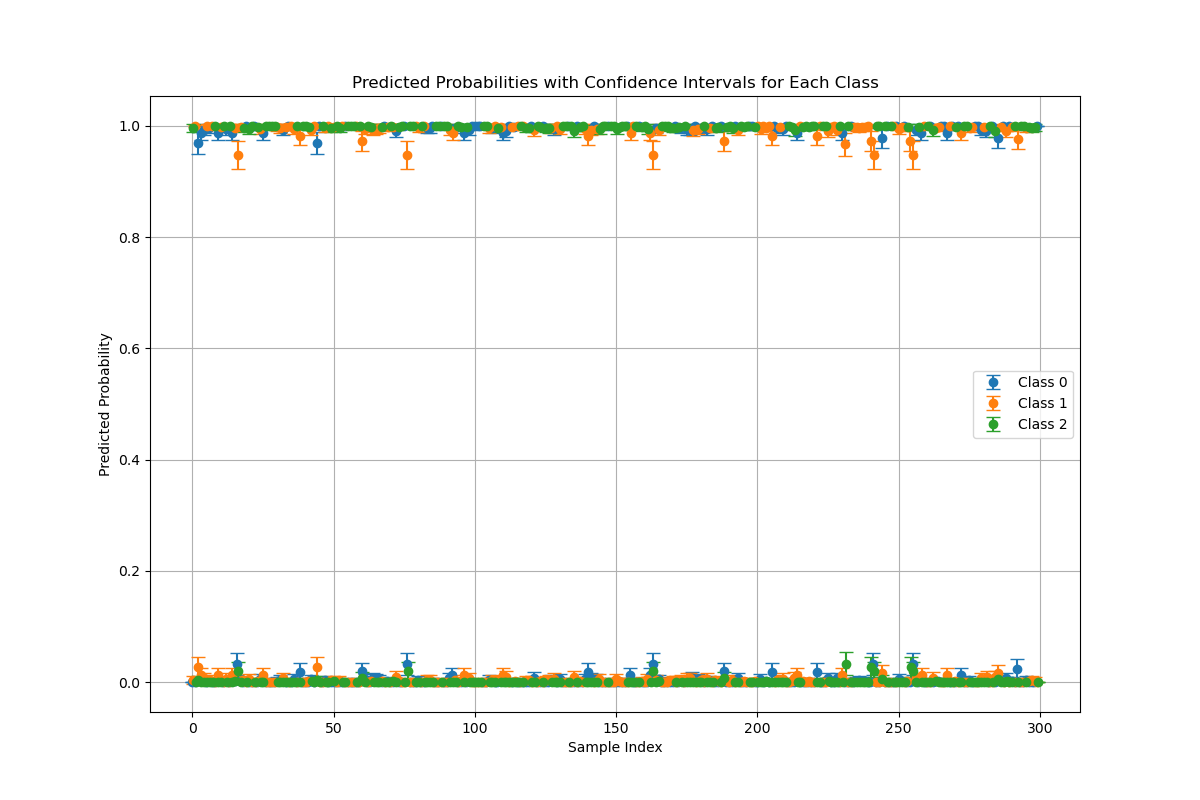 Predicted Probabilities with Confidence Intervals for Each Class
Predicted Probability
1.0
0.8
0.6
0.4
0.2
0.0
Class 0
Class 1
Class 2
0 50 100 150 200 250 300
Sample Index